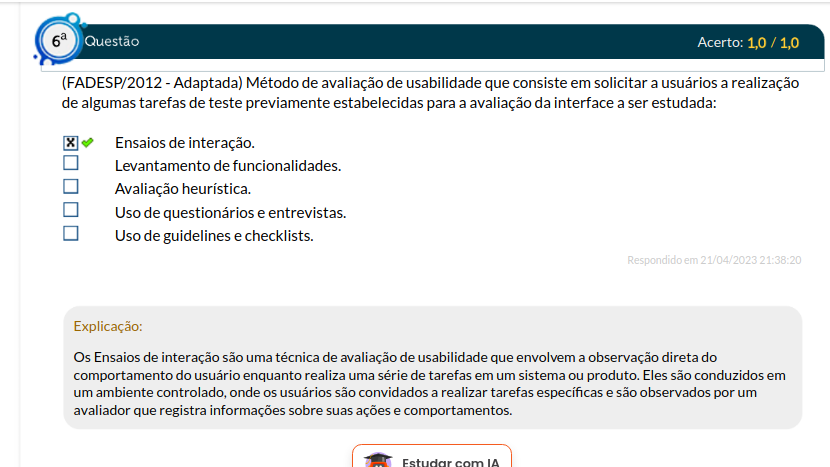 6ª Questão
Acerto: 1,0 / 1,0
(FADESP/2012 - Adaptada) Método de avaliação de usabilidade que consiste em solicitar a usuários a realização
de algumas tarefas de teste previamente estabelecidas para a avaliação da interface a ser estudada:
Ensaios de interação.
Levantamento de funcionalidades.
Avaliação heurística.
Uso de questionários e entrevistas.
Uso de guidelines e checklists.
Respondido em 21/04/2023 21:38:20
Explicação:
Os Ensaios de interação são uma técnica de avaliação de usabilidade que envolvem a observação direta do
comportamento do usuário enquanto realiza uma série de tarefas em um sistema ou produto. Eles são conduzidos em
um ambiente controlado, onde os usuários são convidados a realizar tarefas específicas e são observados por um
avaliador que registra informações sobre suas ações e comportamentos.
Estudar com IA